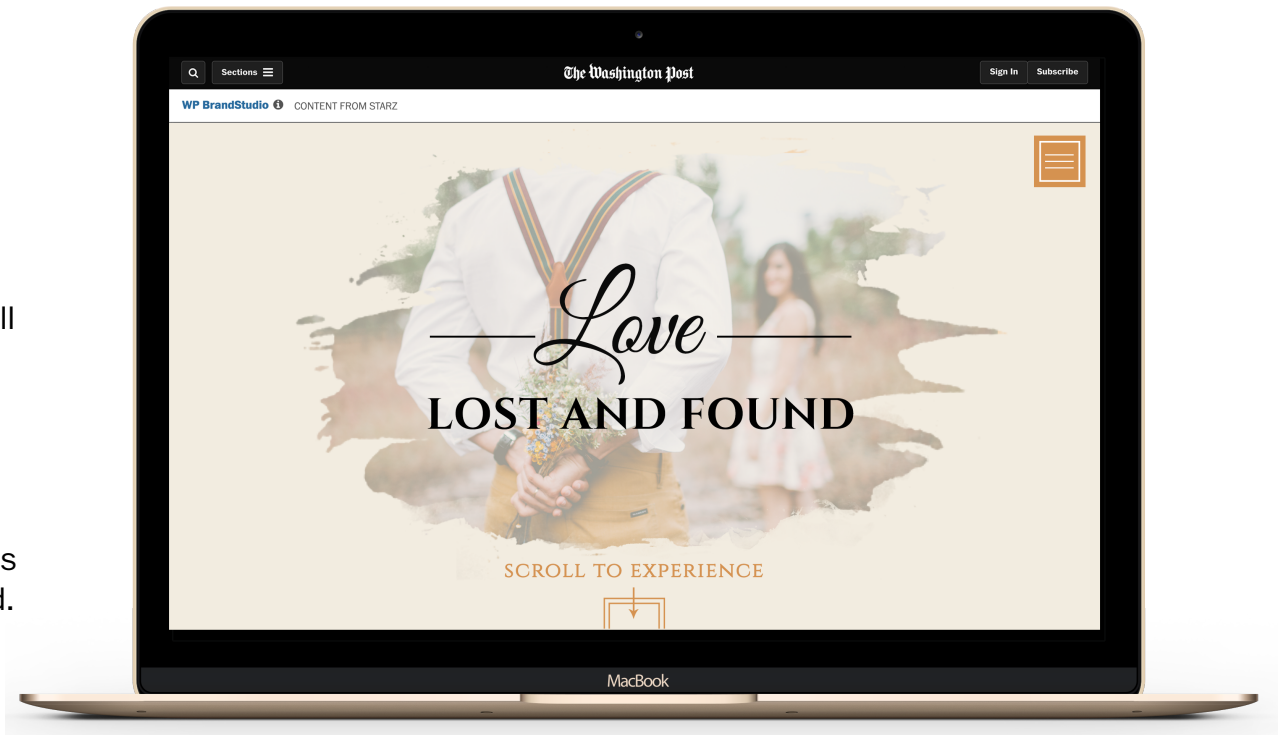 Sections
The Washington Post
Sign In
Subscribe
WP BrandStudio
CONTENT FROM STARZ
Love
LOST AND FOUND
SCROLL TO EXPERIENCE
MacBook